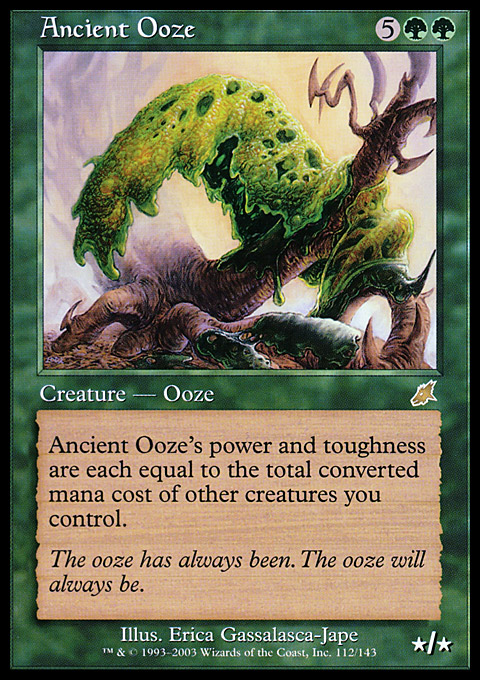 Ancient Ooze 5
Creature — Ooze
Ancient Ooze's power and toughness
are each equal to the total converted
mana cost of other creatures you
control.
The ooze has always been. The ooze will
always be.
Illus. Erica Gassalasca-Jape
™ & © 1993–2003 Wizards of the Coast, Inc. 112/143
★/★